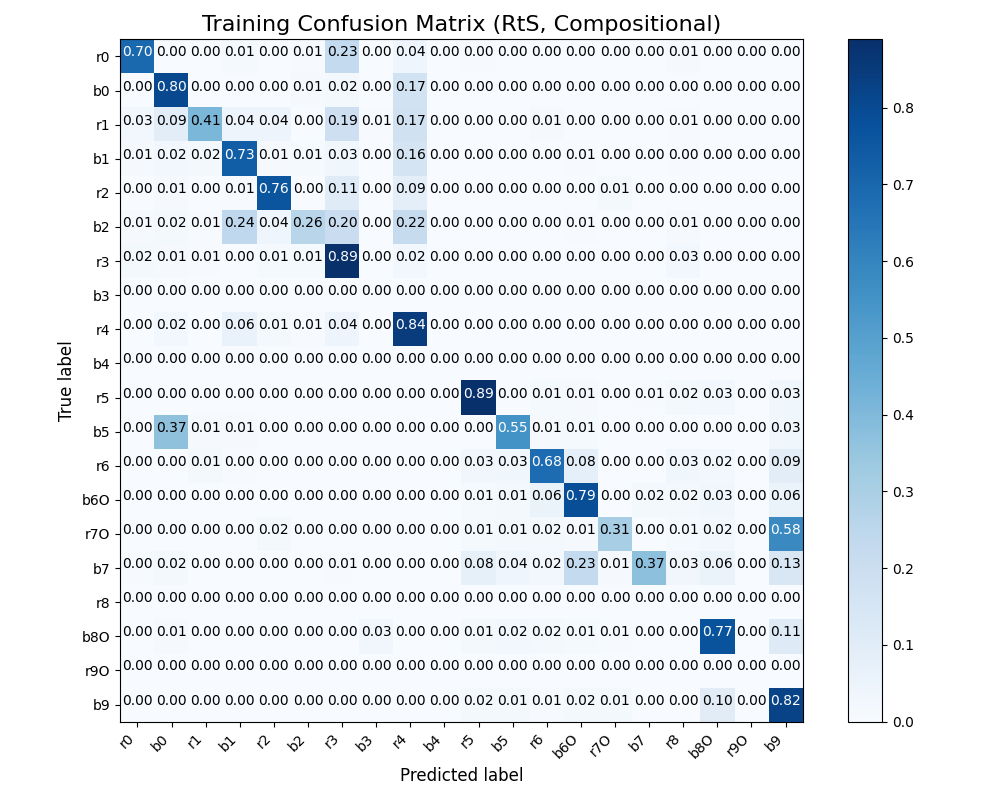 Training Confusion Matrix (RtS, Compositional)
r0 0.70 0.00 0.00 0.01 0.00 0.01 0.23 0.00 0.04 0.00 0.00 0.00 0.00 0.00 0.00 0.00 0.01 0.00 0.00 0.00
b0 0.00 0.80 0.00 0.00 0.00 0.01 0.02 0.00 0.17 0.00 0.00 0.00 0.00 0.00 0.00 0.00 0.00 0.00 0.00 0.00
r1 0.03 0.09 0.41 0.04 0.04 0.00 0.19 0.01 0.17 0.00 0.00 0.00 0.01 0.00 0.00 0.00 0.01 0.00 0.00 0.00
b1 0.01 0.02 0.02 0.73 0.01 0.01 0.03 0.00 0.16 0.00 0.00 0.00 0.00 0.01 0.00 0.00 0.00 0.00 0.00 0.00
r2 0.00 0.01 0.00 0.01 0.76 0.00 0.11 0.00 0.09 0.00 0.00 0.00 0.00 0.00 0.01 0.00 0.00 0.00 0.00 0.00
b2 0.01 0.02 0.01 0.24 0.04 0.26 0.20 0.00 0.22 0.00 0.00 0.00 0.00 0.01 0.00 0.00 0.01 0.00 0.00 0.00
r3 0.02 0.01 0.01 0.00 0.01 0.01 0.89 0.00 0.02 0.00 0.00 0.00 0.00 0.00 0.00 0.00 0.03 0.00 0.00 0.00
b3 0.00 0.00 0.00 0.00 0.00 0.00 0.00 0.00 0.00 0.00 0.00 0.00 0.00 0.00 0.00 0.00 0.00 0.00 0.00 0.00
r4 0.00 0.02 0.00 0.06 0.01 0.01 0.04 0.00 0.84 0.00 0.00 0.00 0.00 0.00 0.00 0.00 0.00 0.00 0.00 0.00
b4 0.00 0.00 0.00 0.00 0.00 0.00 0.00 0.00 0.00 0.00 0.00 0.00 0.00 0.00 0.00 0.00 0.00 0.00 0.00 0.00
r5 0.00 0.00 0.00 0.00 0.00 0.00 0.00 0.00 0.00 0.00 0.89 0.00 0.01 0.01 0.00 0.01 0.02 0.03 0.00 0.03
b5 0.00 0.37 0.01 0.01 0.00 0.00 0.00 0.00 0.00 0.00 0.00 0.55 0.01 0.01 0.00 0.00 0.00 0.00 0.00 0.03
r6 0.00 0.00 0.01 0.00 0.00 0.00 0.00 0.00 0.00 0.00 0.03 0.03 0.68 0.08 0.00 0.00 0.03 0.02 0.00 0.09
b6O 0.00 0.00 0.00 0.00 0.00 0.00 0.00 0.00 0.00 0.00 0.01 0.01 0.06 0.79 0.00 0.02 0.02 0.03 0.00 0.06
r7O 0.00 0.00 0.00 0.00 0.02 0.00 0.00 0.00 0.00 0.00 0.01 0.01 0.02 0.01 0.31 0.00 0.01 0.02 0.00 0.58
b7 0.00 0.02 0.00 0.00 0.00 0.00 0.01 0.00 0.00 0.00 0.08 0.04 0.02 0.23 0.01 0.37 0.03 0.06 0.00 0.13
r8 0.00 0.00 0.00 0.00 0.00 0.00 0.00 0.00 0.00 0.00 0.00 0.00 0.00 0.00 0.00 0.00 0.00 0.00 0.00 0.00
b8O 0.00 0.01 0.00 0.00 0.00 0.00 0.00 0.03 0.00 0.00 0.01 0.02 0.02 0.01 0.01 0.00 0.00 0.77 0.00 0.11
r9O 0.00 0.00 0.00 0.00 0.00 0.00 0.00 0.00 0.00 0.00 0.00 0.00 0.00 0.00 0.00 0.00 0.00 0.00 0.00 0.00
b9 0.00 0.00 0.00 0.00 0.00 0.00 0.00 0.00 0.00 0.00 0.02 0.01 0.01 0.02 0.01 0.00 0.00 0.10 0.00 0.82
r0 b0 r1 b1 r2 b2 r3 b3 r4 b4 r5 b5 r6 b6O r7O b7 r8 b8O r9O b9
Predicted label
True label
0.8
0.7
0.6
0.5
0.4
0.3
0.2
0.1
0.0